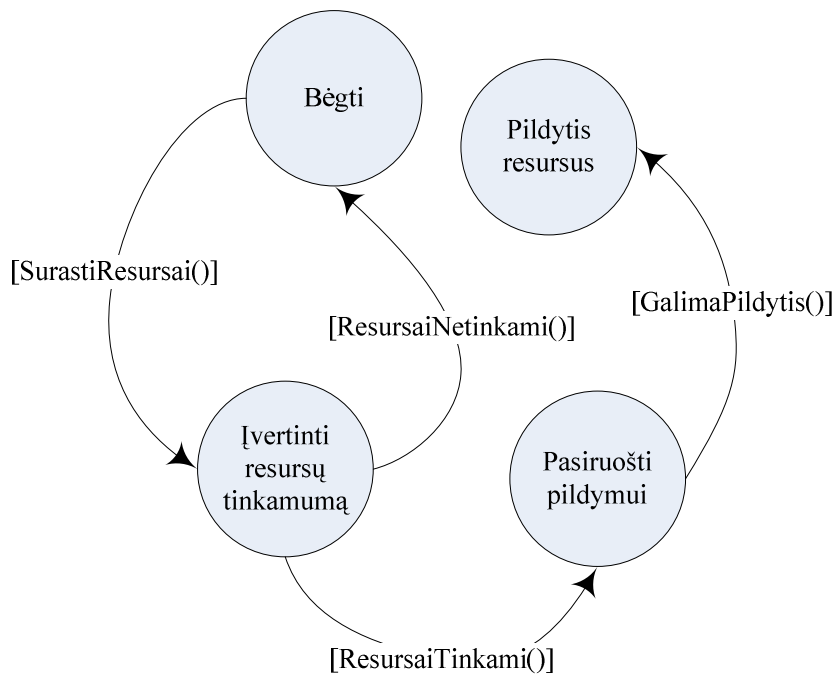 Bėgti
Pildytis
resursus
[SurastiResursai()]
[GalimaPildytis()]
[ResursaiNetinkami()]
Įvertinti
resursų
tinkamumą
Pasiruošti
pildymui
[ResursaiTinkami()]